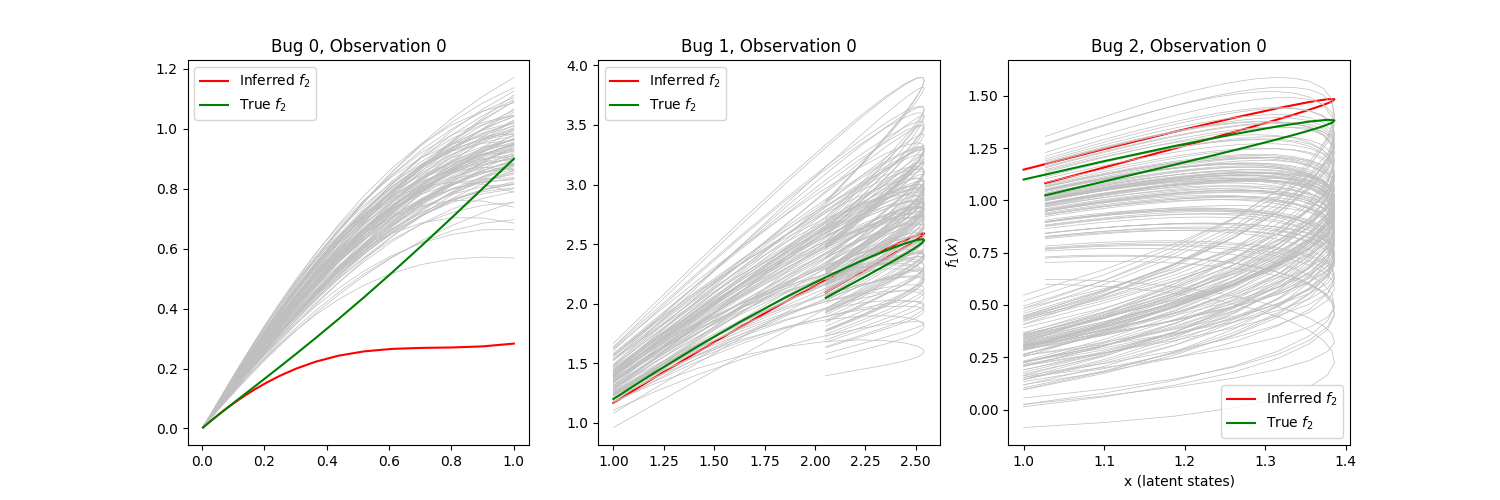 Bug 0, Observation 0
Inferred f₂
True f₂
1.2
1.0
0.8
0.6
0.4
0.2
0.0
0.0 0.2 0.4 0.6 0.8 1.0
Bug 1, Observation 0
Inferred f₂
True f₂
4.0
3.5
3.0
2.5
2.0
1.5
1.0
1.00 1.25 1.50 1.75 2.00 2.25 2.50
Bug 2, Observation 0
f₁(x)
1.50
1.25
1.00
0.75
0.50
0.25
0.00
Inferred f₂
True f₂
1.0 1.1 1.2 1.3 1.4
x (latent states)